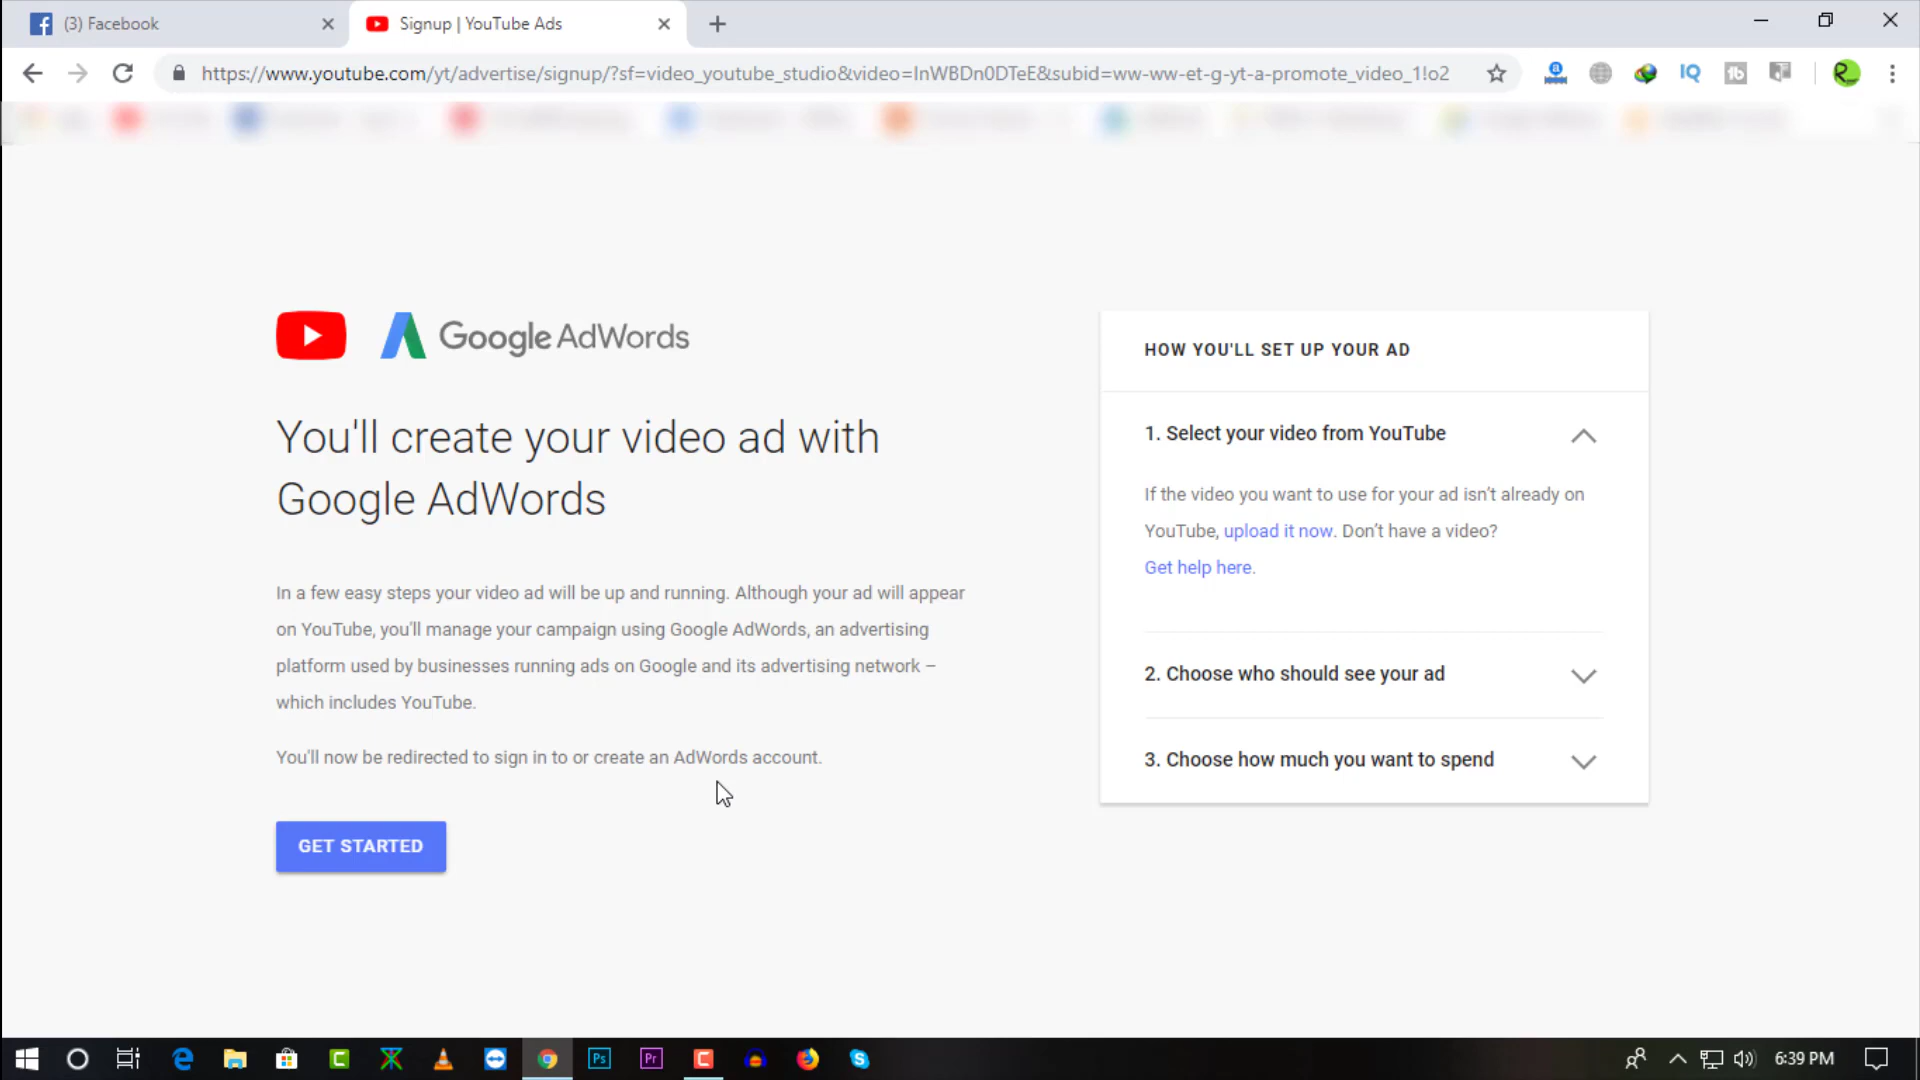 (3) Facebook
Signup | YouTube Ads
https://www.youtube.com/yt/advertise/signup/?sf=video_youtube_studio&video=InWBDn0DTeE&subid=ww-ww-et-g-yt-a-promote_video_1!o2
Google AdWords
You'll create your video ad with
Google AdWords
In a few easy steps your video ad will be up and running. Although your ad will appear
on YouTube, you'll manage your campaign using Google AdWords, an advertising
platform used by businesses running ads on Google and its advertising network –
which includes YouTube.
You'll now be redirected to sign in to or create an AdWords account.
GET STARTED
HOW YOU'LL SET UP YOUR AD
1. Select your video from YouTube
If the video you want to use for your ad isn’t already on
YouTube, upload it now. Don’t have a video?
Get help here.
2. Choose who should see your ad
3. Choose how much you want to spend
6:39 PM